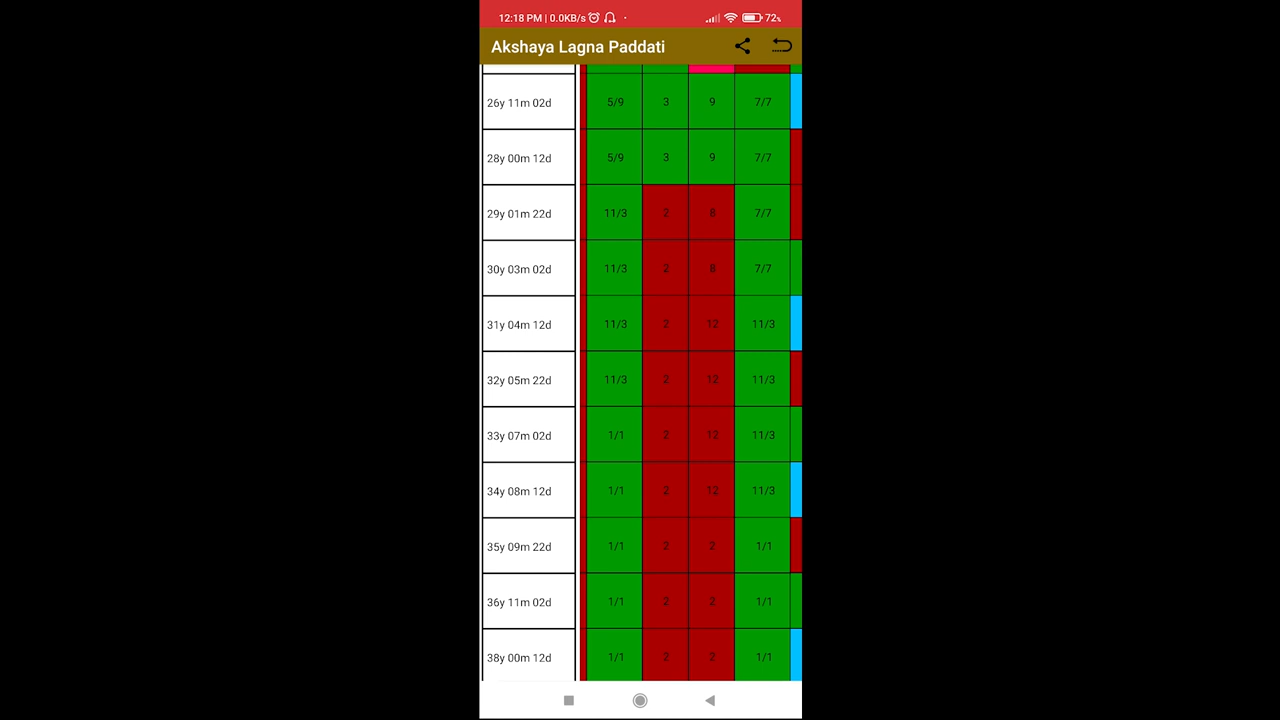 12:18 PM | 0.0KB/s 72%
Akshaya Lagna Paddati
26y 11m 02d 5/9 3 9 7/7
28y 00m 12d 5/9 3 9 7/7
29y 01m 22d 11/3 2 8 7/7
30y 03m 02d 11/3 2 8 7/7
31y 04m 12d 11/3 2 12 11/3
32y 05m 22d 11/3 2 12 11/3
33y 07m 02d 1/1 2 12 11/3
34y 08m 12d 1/1 2 12 11/3
35y 09m 22d 1/1 2 2 1/1
36y 11m 02d 1/1 2 2 1/1
38y 00m 12d 1/1 2 2 1/1